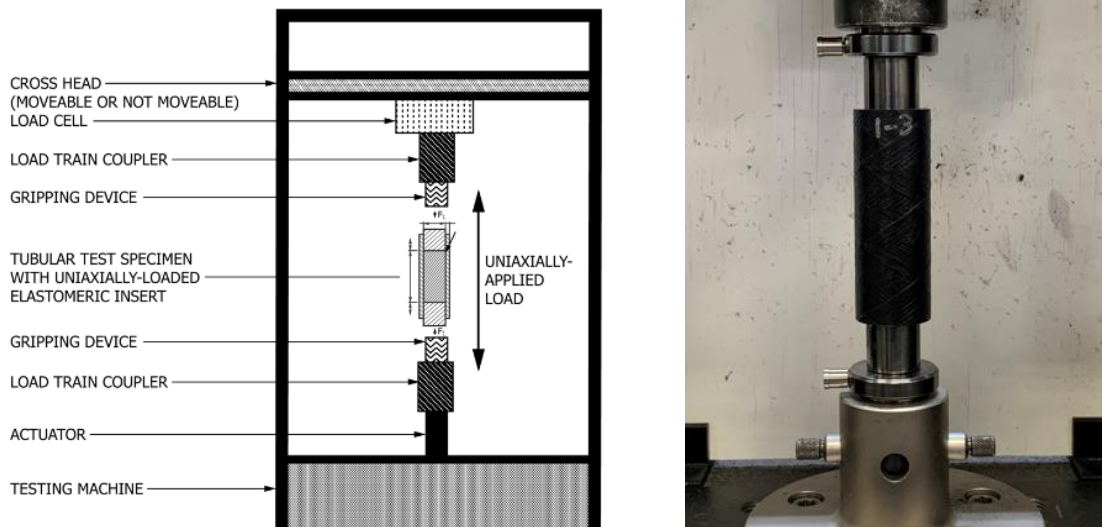 CROSS HEAD
(MOVEABLE OR NOT MOVEABLE)
LOAD CELL
LOAD TRAIN COUPLER
GRIPPING DEVICE
F
TUBULAR TEST SPECIMEN
WITH UNIAXIALLY-LOADED
ELASTOMERIC INSERT
UNIAXIALLY-
APPLIED
LOAD
F
GRIPPING DEVICE
LOAD TRAIN COUPLER
ACTUATOR
TESTING MACHINE
1-3